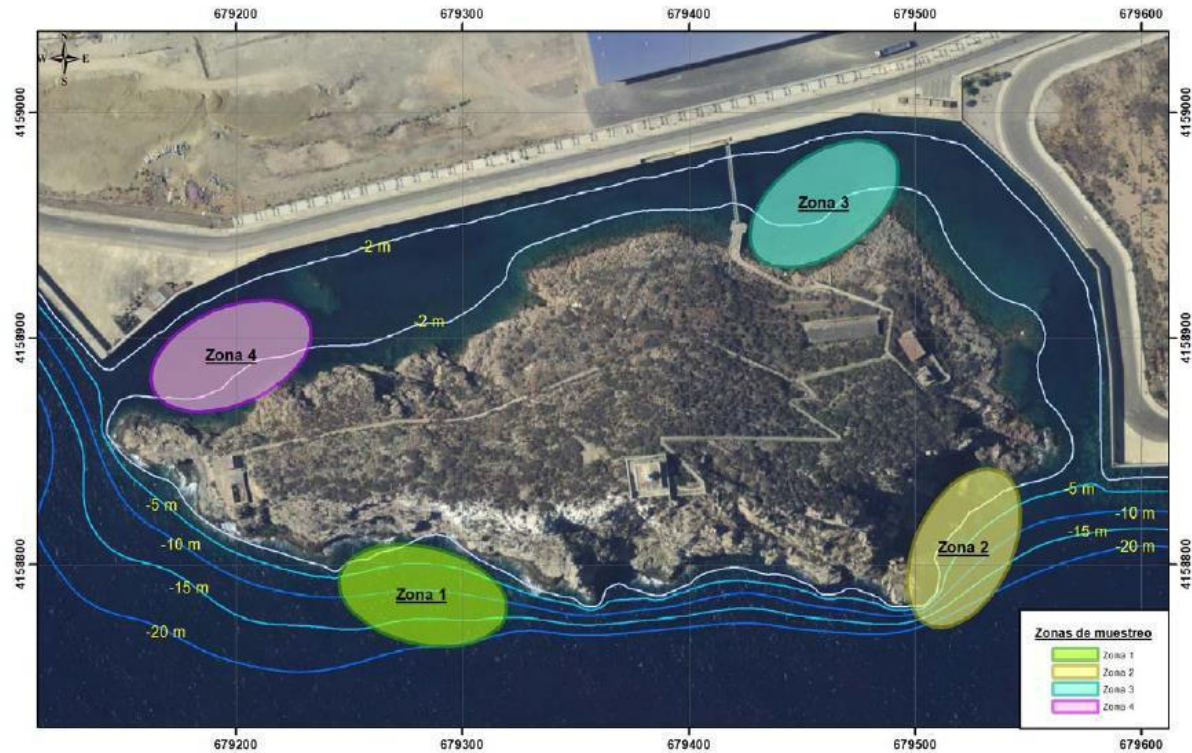 679200 679300 679400 679500 679600
N
W E
S
4159000 4159000
Zona 3
-2 m
-2 m
4158900 4158900
Zona 4
-5 m
-5 m
-10 m
-10 m
Zona 2
-15 m
4158800 4158800
-15 m
Zona 1
-20 m
-20 m
Zonas de muestreo
Zona 1
Zona 2
Zona 3
Zona 4
679200 679300 679400 679500 679600